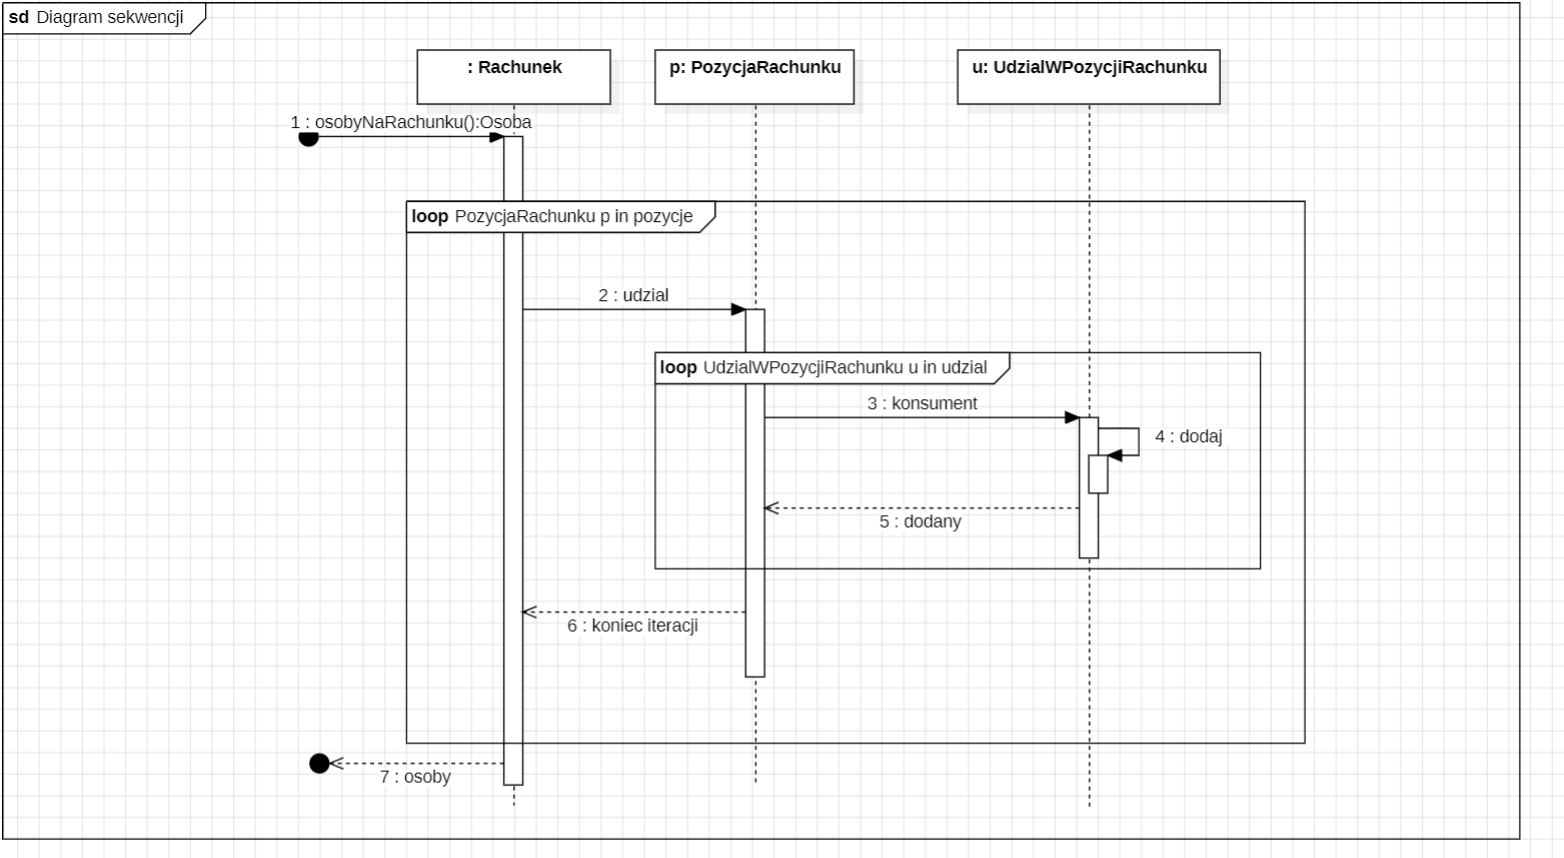 sd Diagram sekwencji
: Rachunek
p: PozycjaRachunku
u: UdzialWPozycjiRachunku
1 : osobyNaRachunku():Osoba
loop PozycjaRachunku p in pozycje
2 : udzial
loop UdzialWPozycjiRachunku u in udzial
3 : konsument
4 : dodaj
5 : dodany
6 : koniec iteracji
7 : osoby